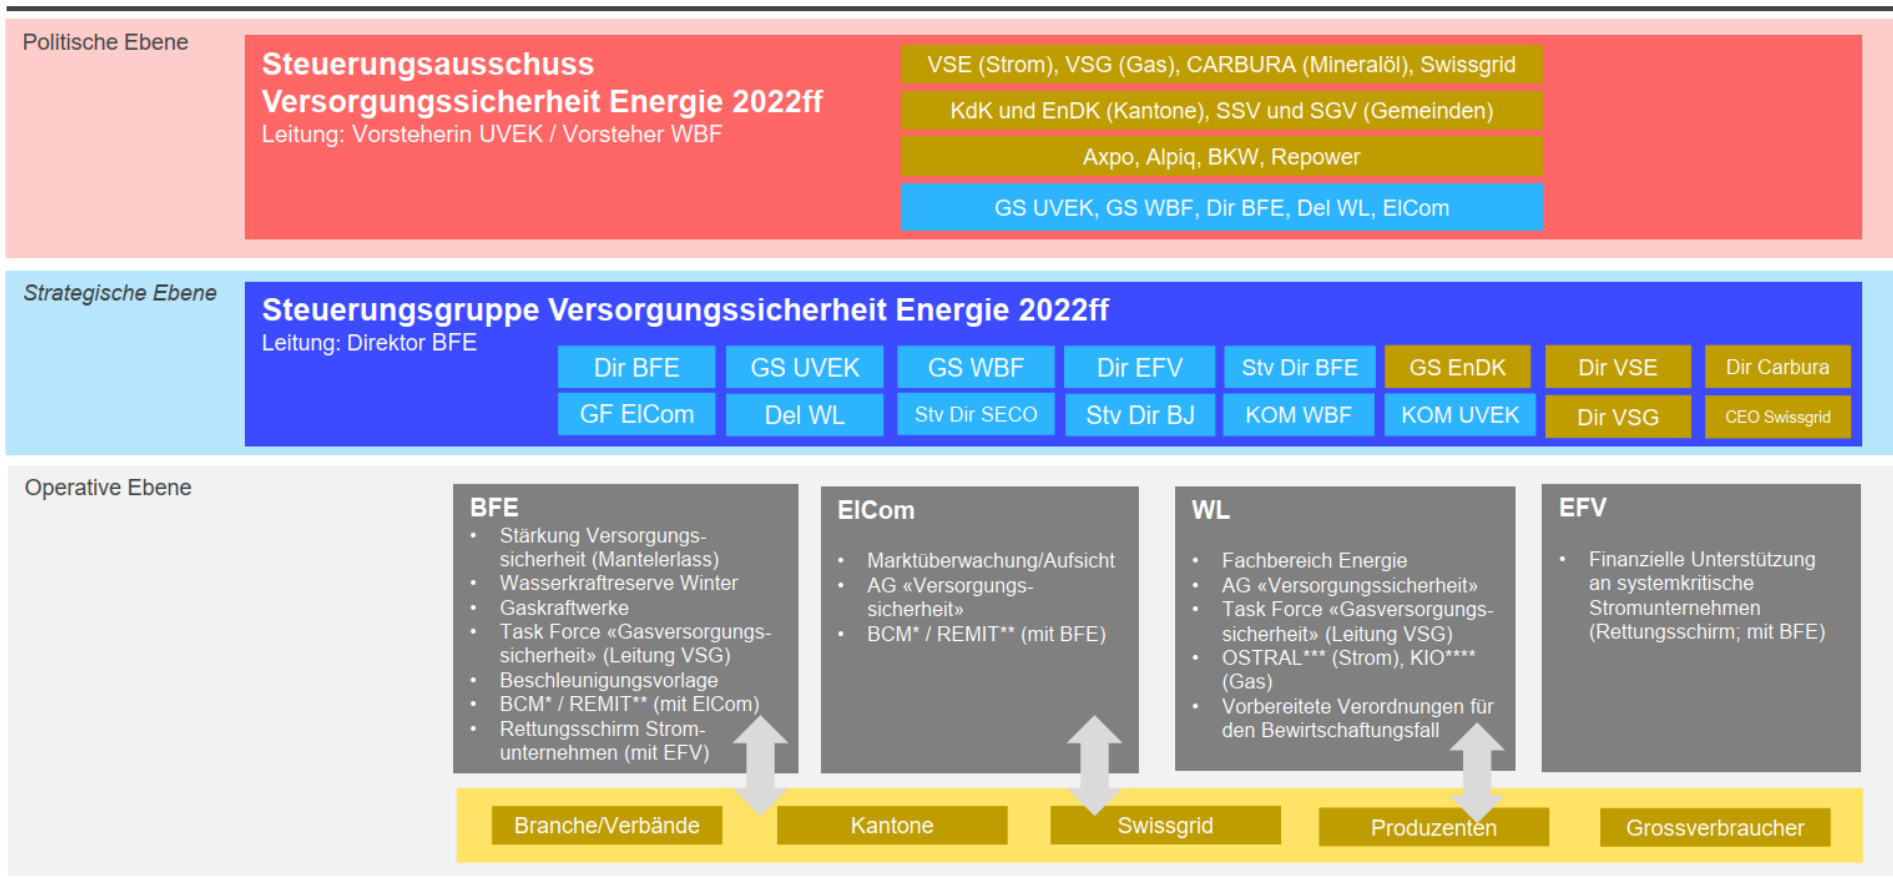 Politische Ebene
Steuerungsausschuss
Versorgungssicherheit Energie 2022ff
Leitung: Vorsteherin UVEK / Vorsteher WBF
VSE (Strom), VSG (Gas), CARBURA (Mineralöl), Swissgrid
KdK und EnDK (Kantone), SSV und SGV (Gemeinden)
Axpo, Alpiq, BKW, Repower
GS UVEK, GS WBF, Dir BFE, Del WL, ElCom
Strategische Ebene
Steuerungsgruppe Versorgungssicherheit Energie 2022ff
Leitung: Direktor BFE
Dir BFE
GS UVEK
GS WBF
Dir EFV
Stv Dir BFE
GS EnDK
Dir VSE
Dir Carbura
GF ElCom
Del WL
Stv Dir SECO
Stv Dir BJ
KOM WBF
KOM UVEK
Dir VSG
CEO Swissgrid
Operative Ebene
BFE
• Stärkung Versorgungs-
sicherheit (Mantelerlass)
• Wasserkraftreserve Winter
• Gaskraftwerke
• Task Force «Gasversorgungs-
sicherheit» (Leitung VSG)
• Beschleunigungsvorlage
• BCM* / REMIT** (mit ElCom)
• Rettungsschirm Strom-
unternehmen (mit EFV)
ElCom
• Marktüberwachung/Aufsicht
• AG «Versorgungs-
sicherheit»
• BCM* / REMIT** (mit BFE)
WL
• Fachbereich Energie
• AG «Versorgungssicherheit»
• Task Force «Gasversorgungs-
sicherheit» (Leitung VSG)
• OSTRAL*** (Strom), KIO****
(Gas)
• Vorbereitete Verordnungen für
den Bewirtschaftungsfall
EFV
• Finanzielle Unterstützung
an systemkritische
Stromunternehmen
(Rettungsschirm; mit BFE)
Branche/Verbände
Kantone
Swissgrid
Produzenten
Grossverbraucher